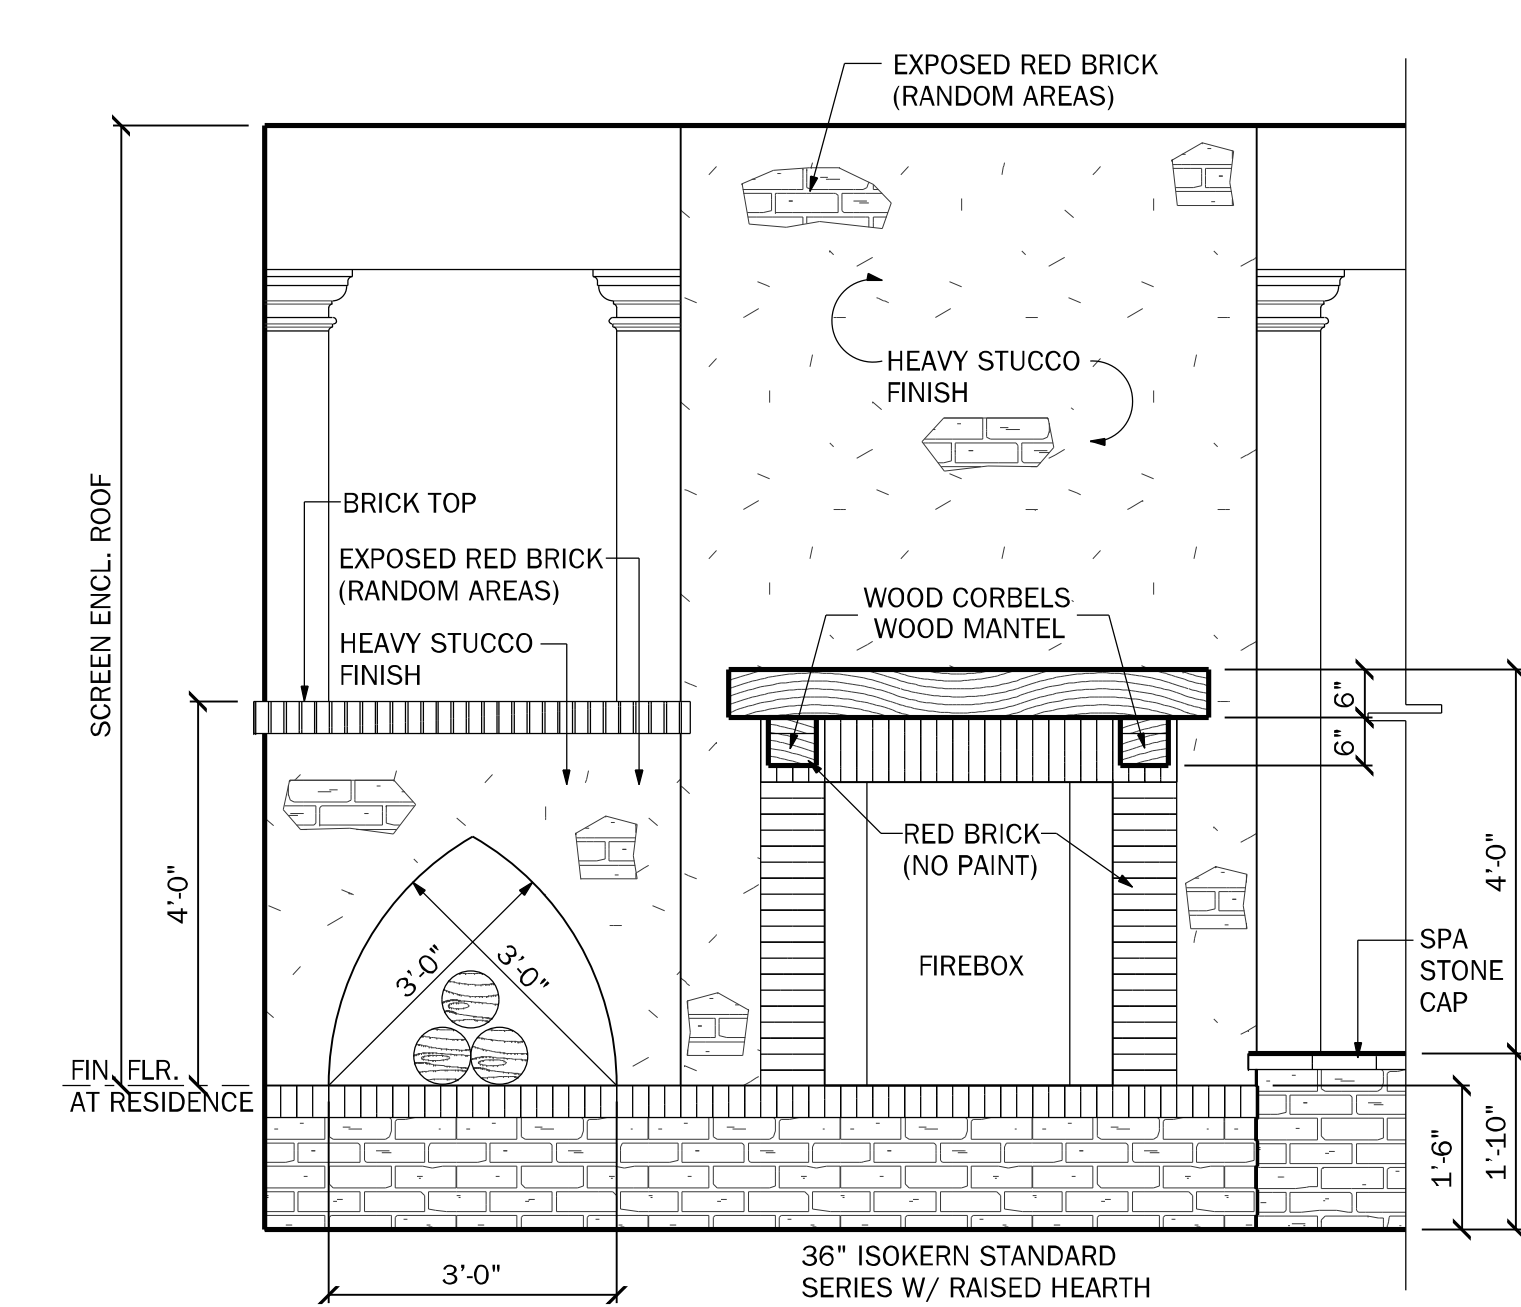 EXPOSED RED BRICK
(RANDOM AREAS)
HEAVY STUCCO
FINISH
SCREEN ENCL. ROOF
BRICK TOP
EXPOSED RED BRICK
(RANDOM AREAS)
HEAVY STUCCO
FINISH
WOOD CORBELS
WOOD MANTEL
6"
6"
4'-0"
4'-0"
RED BRICK
(NO PAINT)
3'-0"
3'-0"
FIREBOX
SPA
STONE
CAP
FIN. FLR.
AT RESIDENCE
1'-6"
1'-10"
3'-0"
36" ISOKERN STANDARD
SERIES W/ RAISED HEARTH